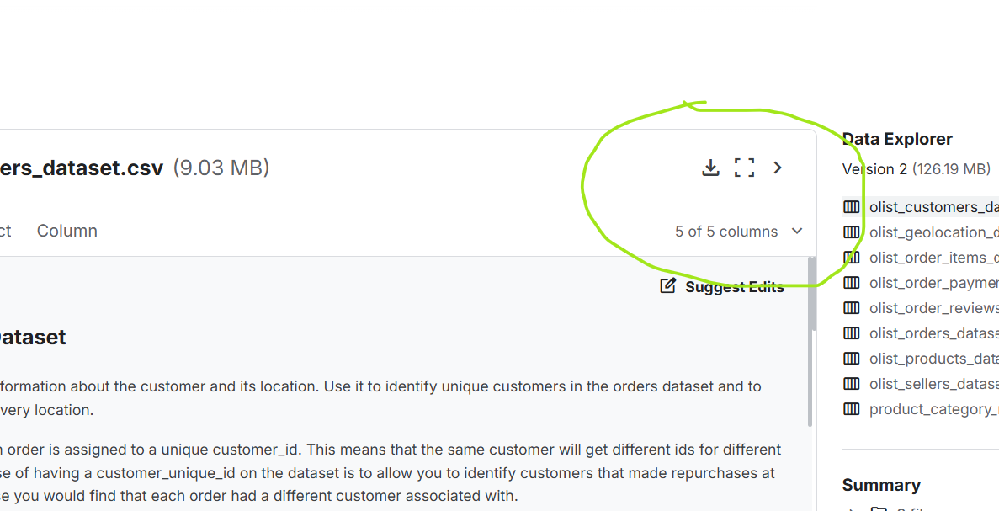 ers_dataset.csv (9.03 MB)
ct Column
5 of 5 columns
Suggest Edits
Dataset
formation about the customer and its location. Use it to identify unique customers in the orders dataset and to
very location.
n order is assigned to a unique customer_id. This means that the same customer will get different ids for different
se of having a customer_unique_id on the dataset is to allow you to identify customers that made repurchases at
se you would find that each order had a different customer associated with.
Data Explorer
Version 2 (126.19 MB)
olist_customers_da
olist_geolocation_d
olist_order_items_d
olist_order_paymen
olist_order_reviews
olist_orders_datase
olist_products_data
olist_sellers_datase
product_category_
Summary